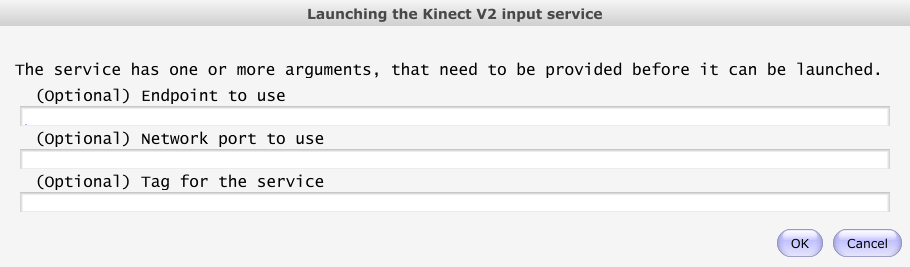 Launching the Kinect V2 input service
The service has one or more arguments, that need to be provided before it can be launched.
(Optional) Endpoint to use
(Optional) Network port to use
(Optional) Tag for the service
OK Cancel